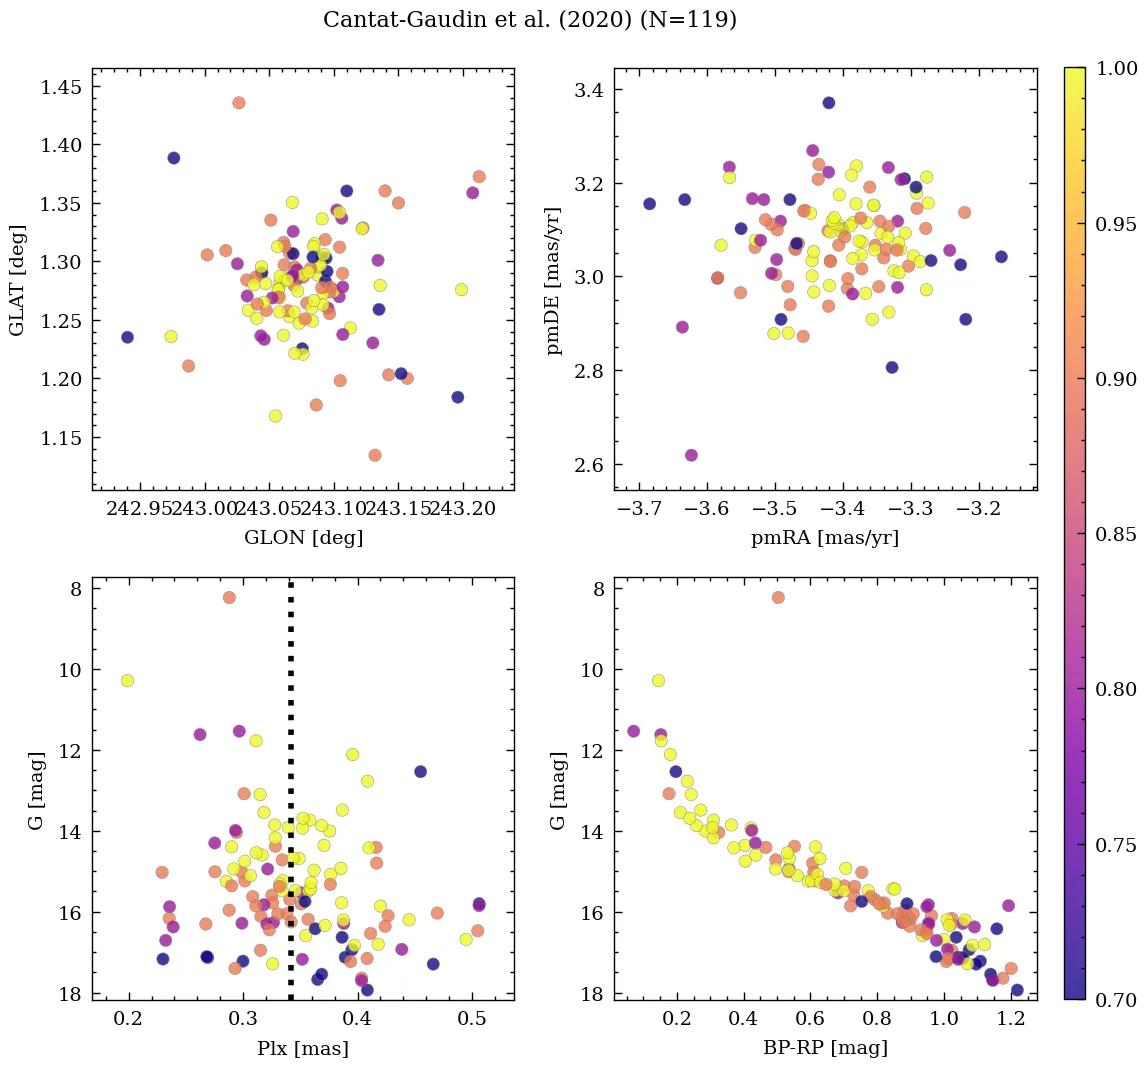 Cantat-Gaudin et al. (2020) (N=119)
1.45
1.40
1.35
1.30
1.25
1.20
1.15
GLAT [deg]
242.95 243.00 243.05 243.10 243.15 243.20
GLON [deg]
3.4
3.2
3.0
2.8
2.6
pmDE [mas/yr]
−3.7 −3.6 −3.5 −3.4 −3.3 −3.2
pmRA [mas/yr]
8
10
12
14
16
18
G [mag]
0.2 0.3 0.4 0.5
Plx [mas]
8
10
12
14
16
18
G [mag]
0.2 0.4 0.6 0.8 1.0 1.2
BP-RP [mag]
1.00
0.95
0.90
0.85
0.80
0.75
0.70